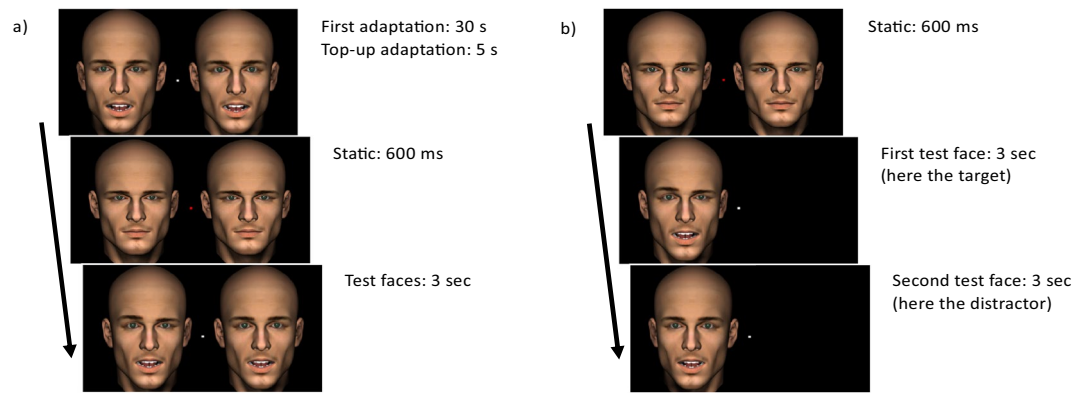 a)
First adaptation: 30 s
Top-up adaptation: 5 s
Static: 600 ms
Test faces: 3 sec
b)
Static: 600 ms
First test face: 3 sec
(here the target)
Second test face: 3 sec
(here the distractor)